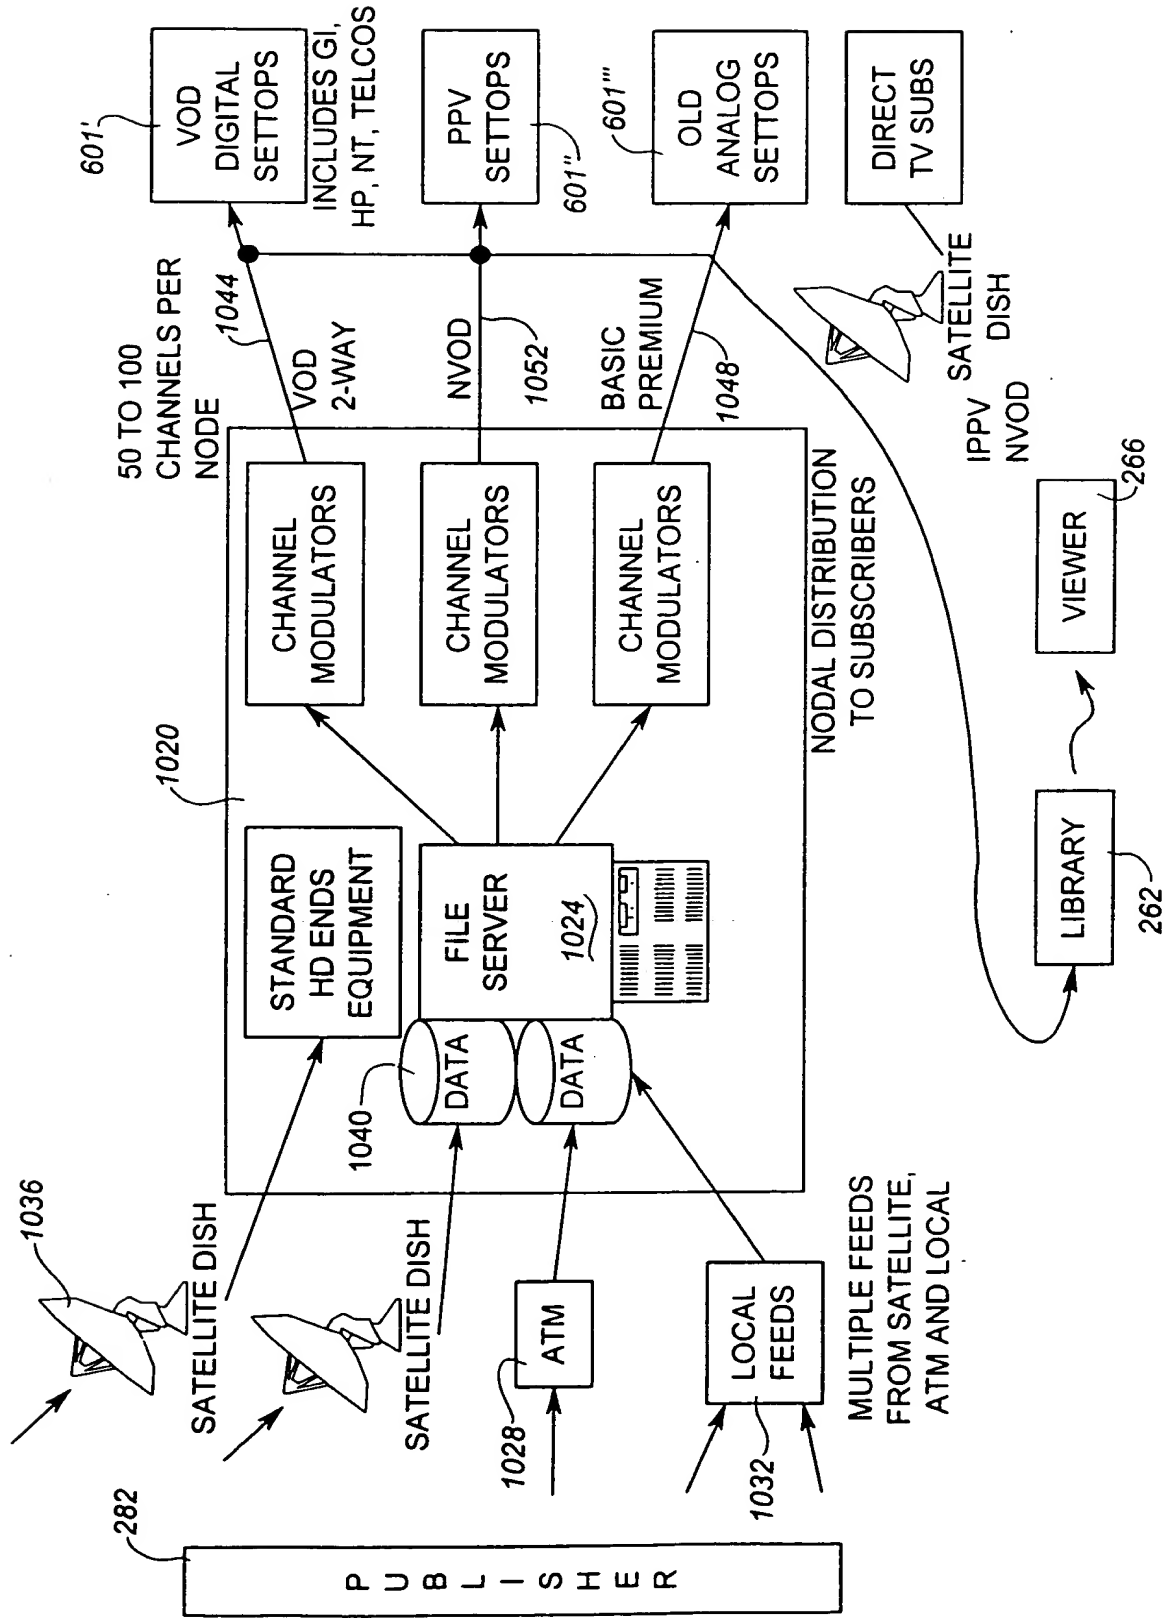 282
PUBLISHER
1036
SATELLITE DISH
SATELLITE DISH
1028
ATM
1032
LOCAL
FEEDS
MULTIPLE FEEDS
FROM SATELLITE,
ATM AND LOCAL
1020
STANDARD
HD ENDS
EQUIPMENT
1040
DATA
DATA
FILE
SERVER
1024
CHANNEL
MODULATORS
CHANNEL
MODULATORS
CHANNEL
MODULATORS
NODAL DISTRIBUTION
TO SUBSCRIBERS
50 TO 100
CHANNELS PER
NODE
1044
VOD
2-WAY
NVOD
1052
BASIC
PREMIUM
1048
601'
VOD
DIGITAL
SETTOPS
INCLUDES GI,
HP, NT, TELCOS
PPV
SETTOPS
601''
601'''
OLD
ANALOG
SETTOPS
DIRECT
TV SUBS
SATELLITE
DISH
IPPV
NVOD
LIBRARY
262
VIEWER
266